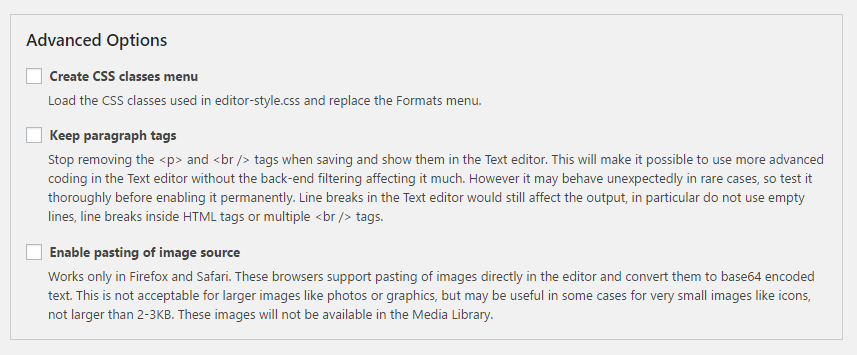 Advanced Options
Create CSS classes menu
Load the CSS classes used in editor-style.css and replace the Formats menu.
Keep paragraph tags
Stop removing the <p> and <br /> tags when saving and show them in the Text editor. This will make it possible to use more advanced
coding in the Text editor without the back-end filtering affecting it much. However it may behave unexpectedly in rare cases, so test it
thoroughly before enabling it permanently. Line breaks in the Text editor would still affect the output, in particular do not use empty
lines, line breaks inside HTML tags or multiple <br /> tags.
Enable pasting of image source
Works only in Firefox and Safari. These browsers support pasting of images directly in the editor and convert them to base64 encoded
text. This is not acceptable for larger images like photos or graphics, but may be useful in some cases for very small images like icons,
not larger than 2-3KB. These images will not be available in the Media Library.